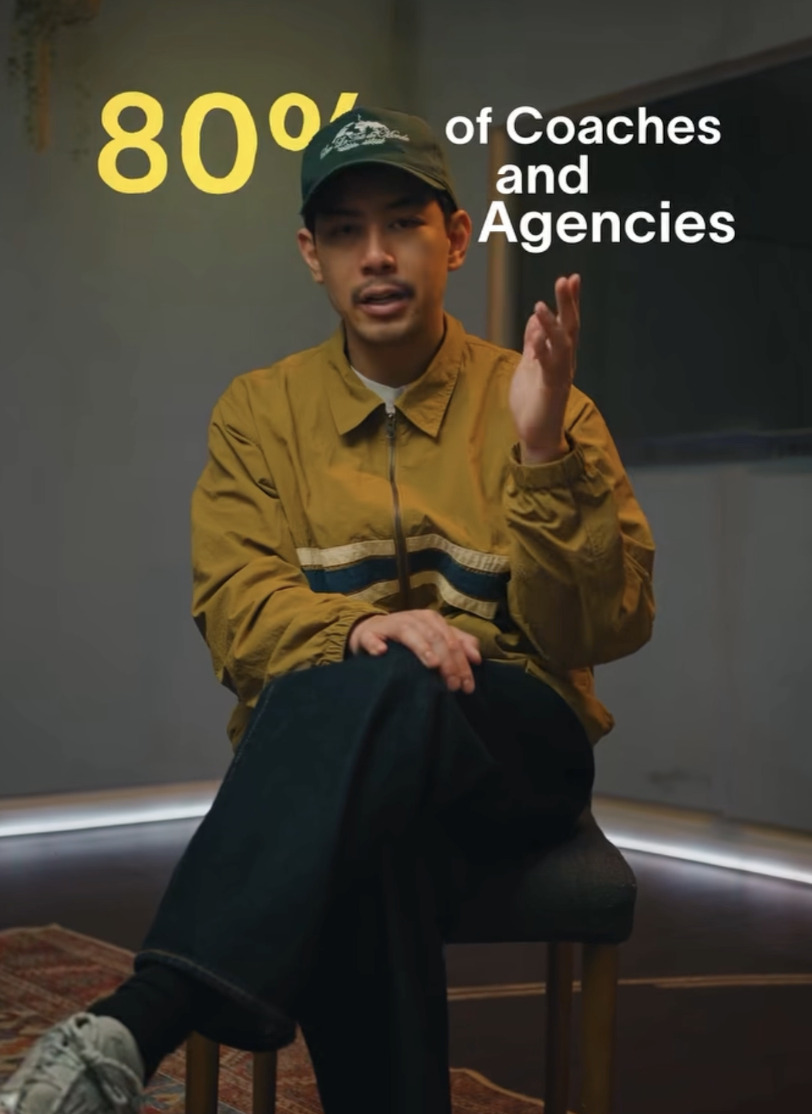 80%
of Coaches
and
Agencies